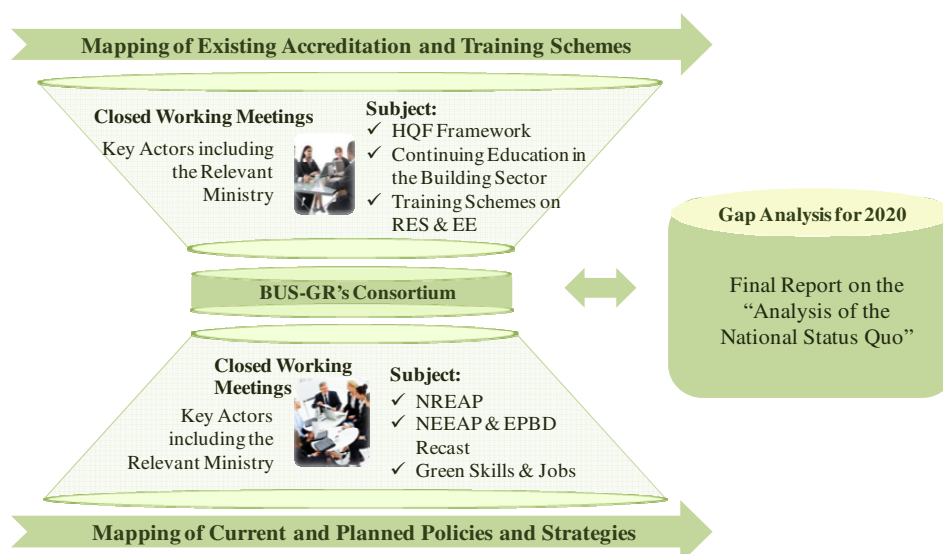 Mapping of Existing Accreditation and Training Schemes
Closed Working Meetings
Key Actors including
the Relevant
Ministry
Subject:
✓ HQF Framework
✓ Continuing Education in
the Building Sector
✓ Training Schemes on
RES & EE
BUS-GR's Consortium
Gap Analysis for 2020
Final Report on the
“Analysis of the
National Status Quo”
Closed Working
Meetings
Key Actors
including the
Relevant Ministry
Subject:
✓ NREAP
✓ NEEAP & EPBD
Recast
✓ Green Skills & Jobs
Mapping of Current and Planned Policies and Strategies